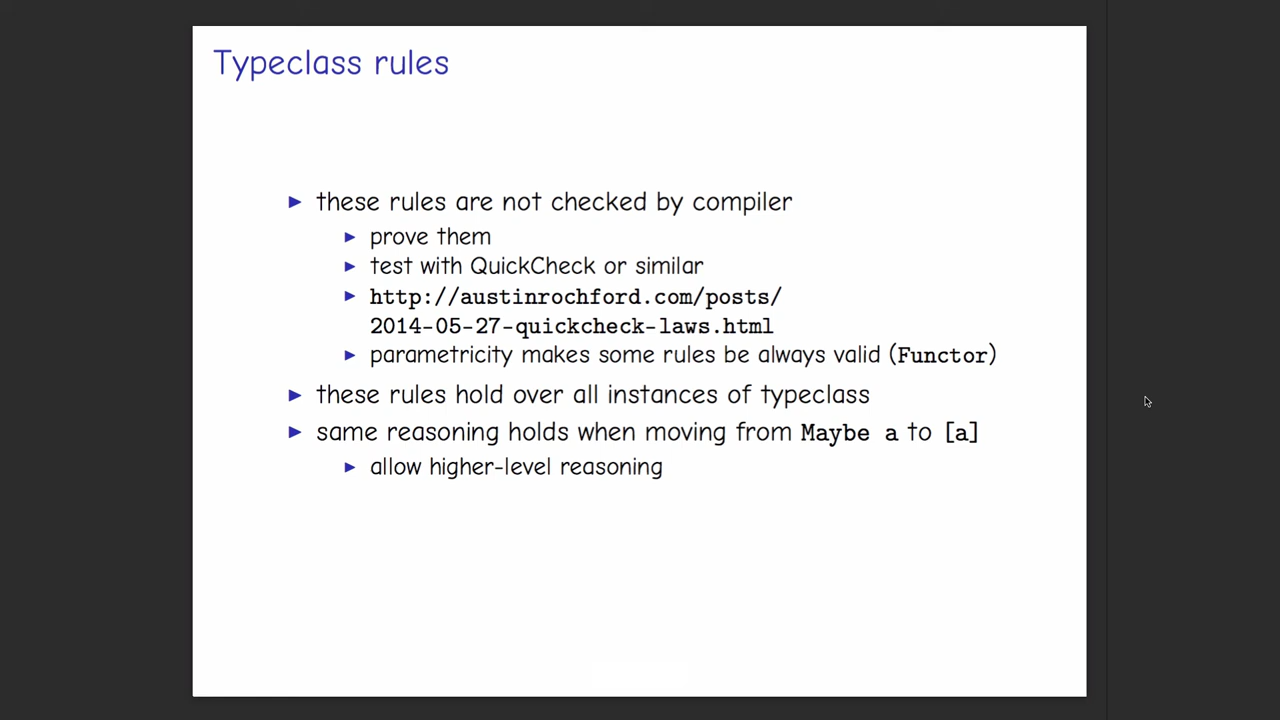 Typeclass rules
► these rules are not checked by compiler
► prove them
► test with QuickCheck or similar
► http://austinrochford.com/posts/
2014-05-27-quickcheck-laws.html
► parametricity makes some rules be always valid (Functor)
► these rules hold over all instances of typeclass
► same reasoning holds when moving from Maybe a to [a]
► allow higher-level reasoning